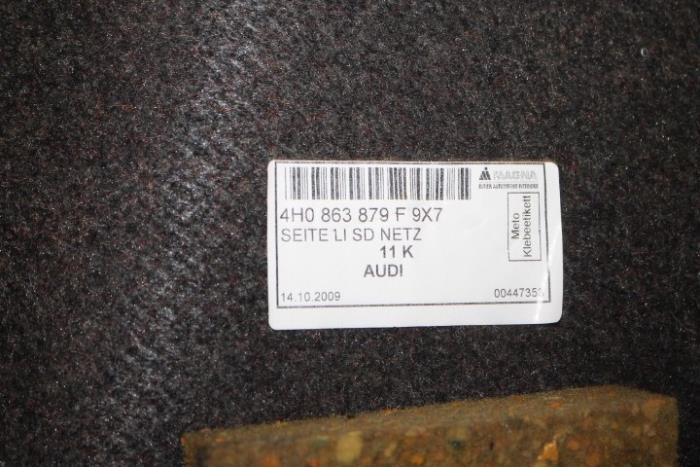 MAGNA
4H0 863 879 F 9X7
SEITE LI SD NETZ
11 K
AUDI
14.10.2009
Meto
Klebeetikett